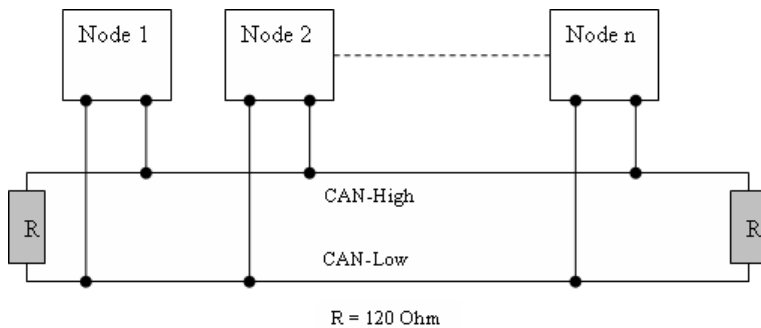 Node 1
Node 2
Node n
CAN-High
R
R
CAN-Low
R = 120 Ohm